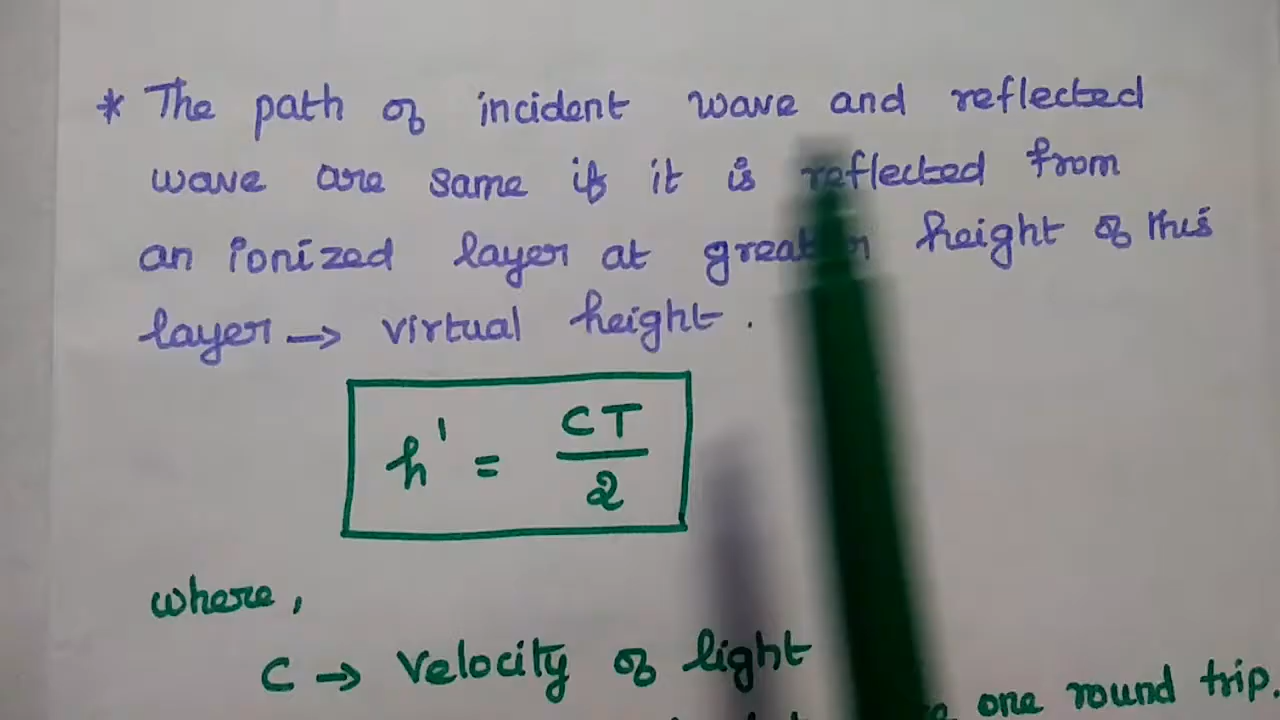 * The path of incident wave and reflected
wave are same if it is reflected from
an ionized layer at greater height of this
layer → virtual height.
h' = CT/2
where,
C → Velocity of light
one round trip.